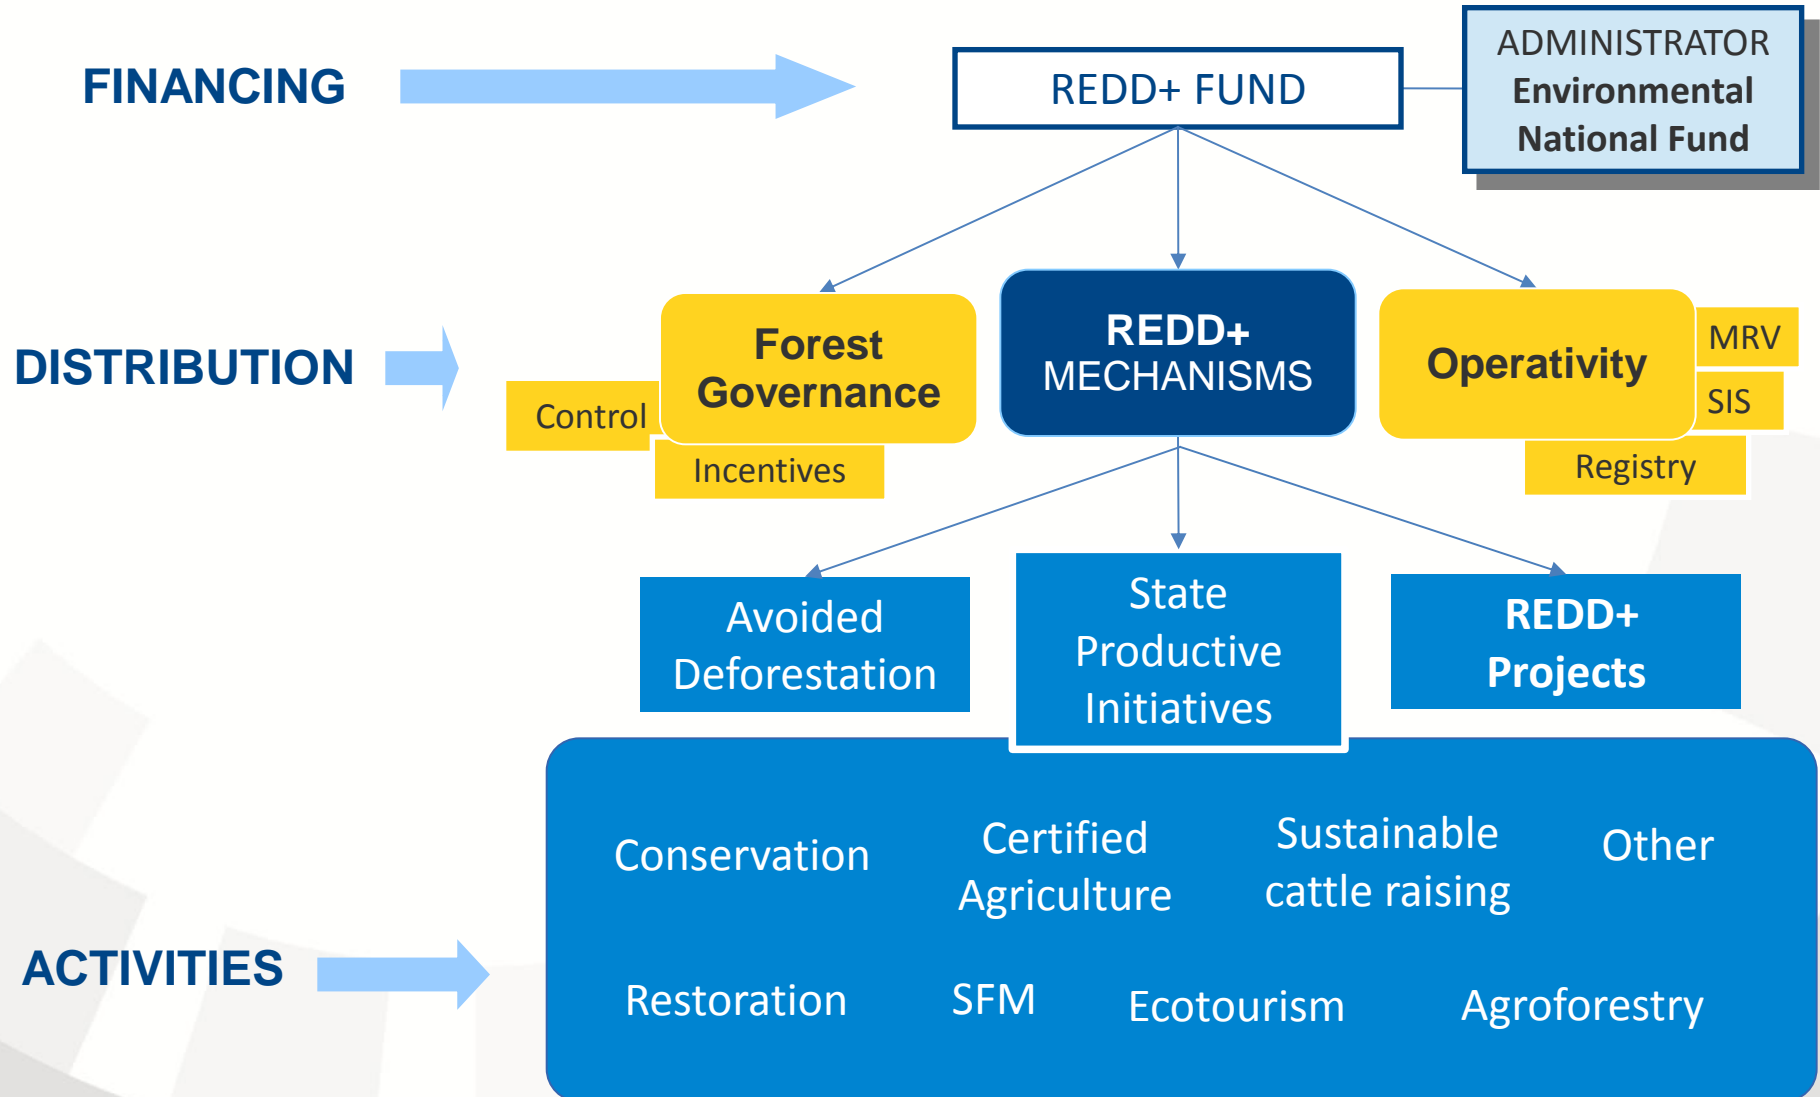 FINANCING
REDD+ FUND
ADMINISTRATOR
Environmental
National Fund
DISTRIBUTION
Forest
Governance
Control
Incentives
REDD+
MECHANISMS
Operativity
MRV
SIS
Registry
Avoided
Deforestation
State
Productive
Initiatives
REDD+
Projects
ACTIVITIES
Conservation
Certified
Agriculture
Sustainable
cattle raising
Other
Restoration
SFM
Ecotourism
Agroforestry